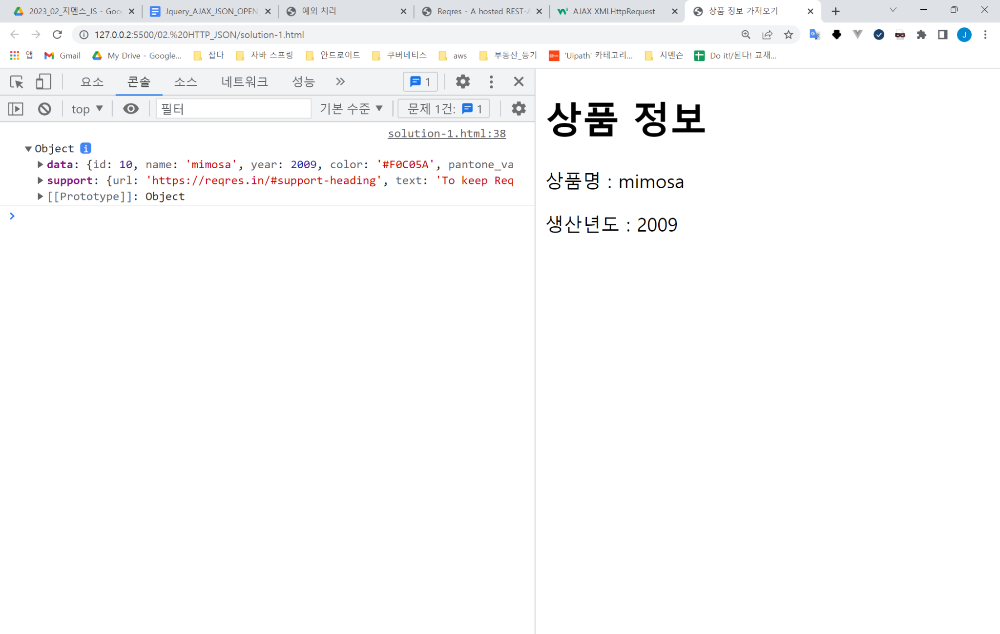 2023_02_지멘스_JS - Goo
Jquery_AJAX_JSON_OPEN
예외 처리
Reqres - A hosted REST-A
AJAX XMLHttpRequest
상품 정보 가져오기
127.0.0.2:5500/02.%20HTTP_JSON/solution-1.html
J
앱
Gmail
My Drive - Google...
잡다
자바 스프링
안드로이드
쿠버네티스
aws
부동산_등기
'Uipath' 카테고리...
지멘슨
Do it!/된다! 교재...
요소
콘솔
소스
네트워크
성능
1
top
필터
기본 수준
문제 1건: 1
solution-1.html:38
Object i
data: {id: 10, name: 'mimosa', year: 2009, color: '#F0C05A', pantone_va
support: {url: 'https://reqres.in/#support-heading', text: 'To keep Req
[[Prototype]]: Object
상품 정보
상품명 : mimosa
생산년도 : 2009